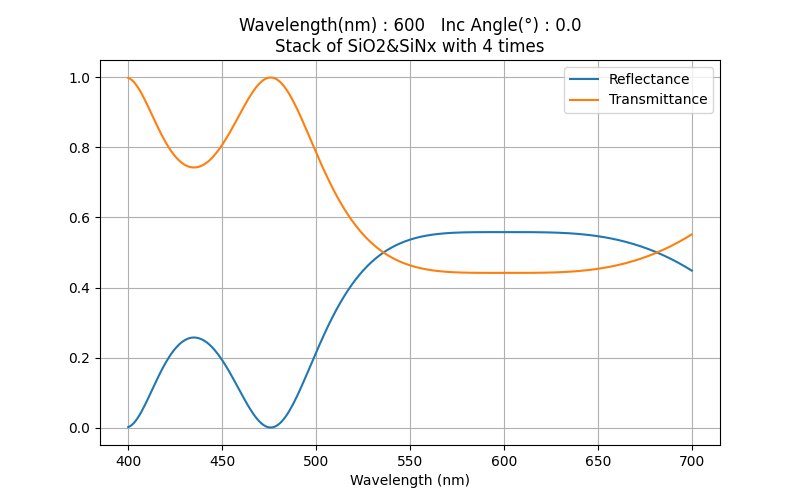 Wavelength(nm) : 600   Inc Angle(°) : 0.0
Stack of SiO2&SiNx with 4 times
Reflectance
Transmittance
1.0
0.8
0.6
0.4
0.2
0.0
400 450 500 550 600 650 700
Wavelength (nm)